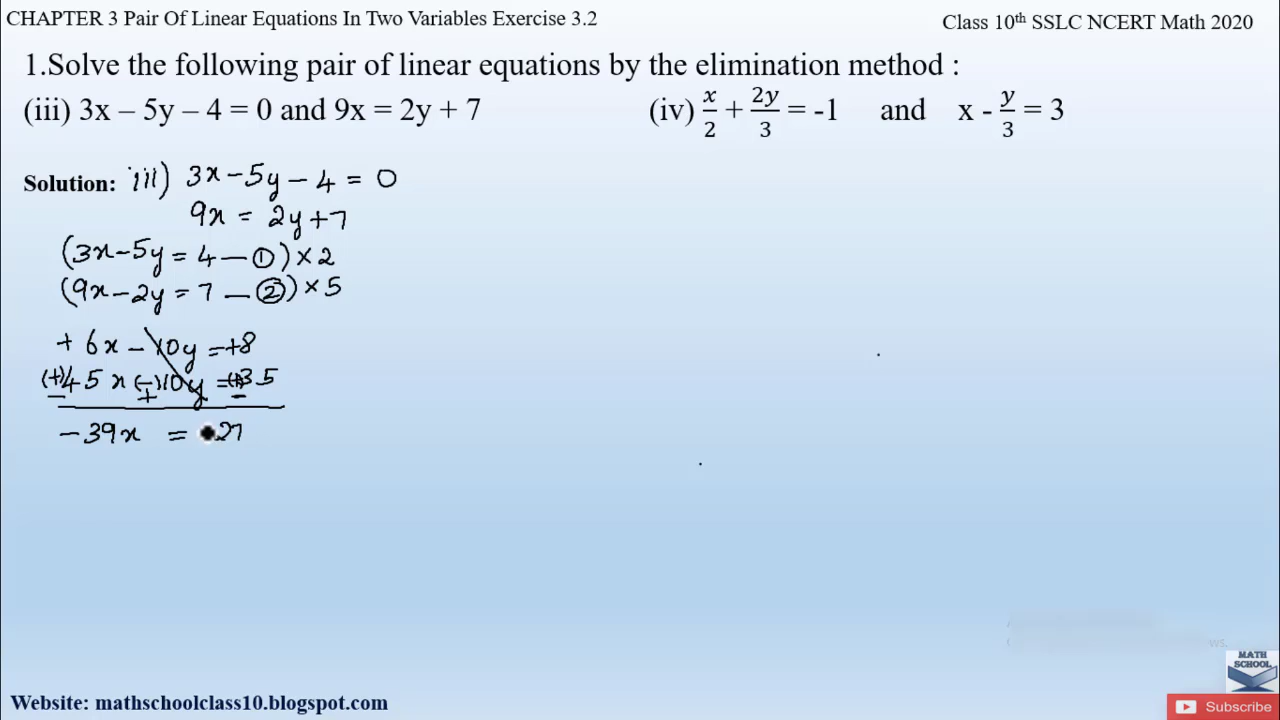 CHAPTER 3 Pair Of Linear Equations In Two Variables Exercise 3.2
Class 10th SSLC NCERT Math 2020
1.Solve the following pair of linear equations by the elimination method :
(iii) 3x – 5y – 4 = 0 and 9x = 2y + 7 (iv) x/2 + 2y/3 = -1 and x - y/3 = 3
Solution: iii) 3x – 5y – 4 = 0
9x = 2y + 7
(3x – 5y = 4 — ①) × 2
(9x – 2y = 7 — ②) × 5
+ 6x – 10y = +8
(+)45x (–)10y = (+)35
– + –
– 39x = 27
MATH SCHOOL
Subscribe
Website: mathschoolclass10.blogspot.com